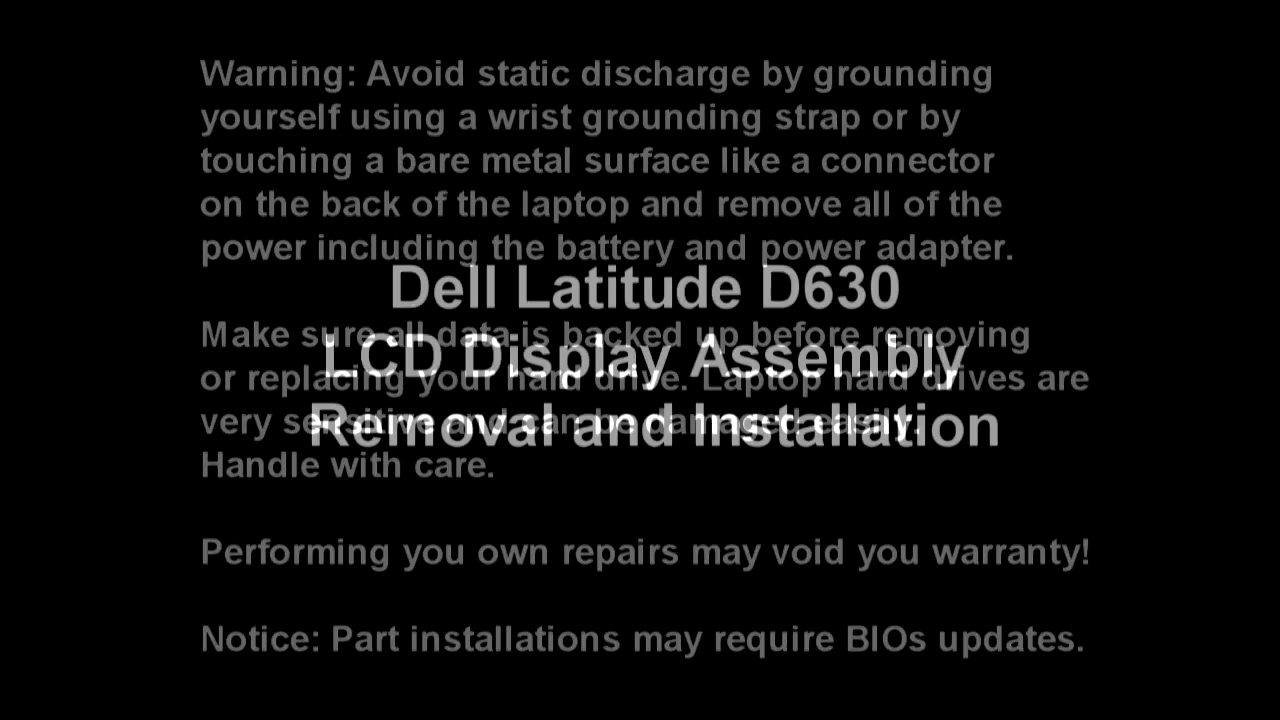 Warning: Avoid static discharge by grounding
yourself using a wrist grounding strap or by
touching a bare metal surface like a connector
on the back of the laptop and remove all of the
power including the battery and power adapter.
Dell Latitude D630
Make sure all data is backed up before removing
LCD Display Assembly
or replacing your hard drive. Laptop hard drives are
very sensitive and can be damaged easily.
Removal and Installation
Handle with care.
Performing you own repairs may void you warranty!
Notice: Part installations may require BIOs updates.